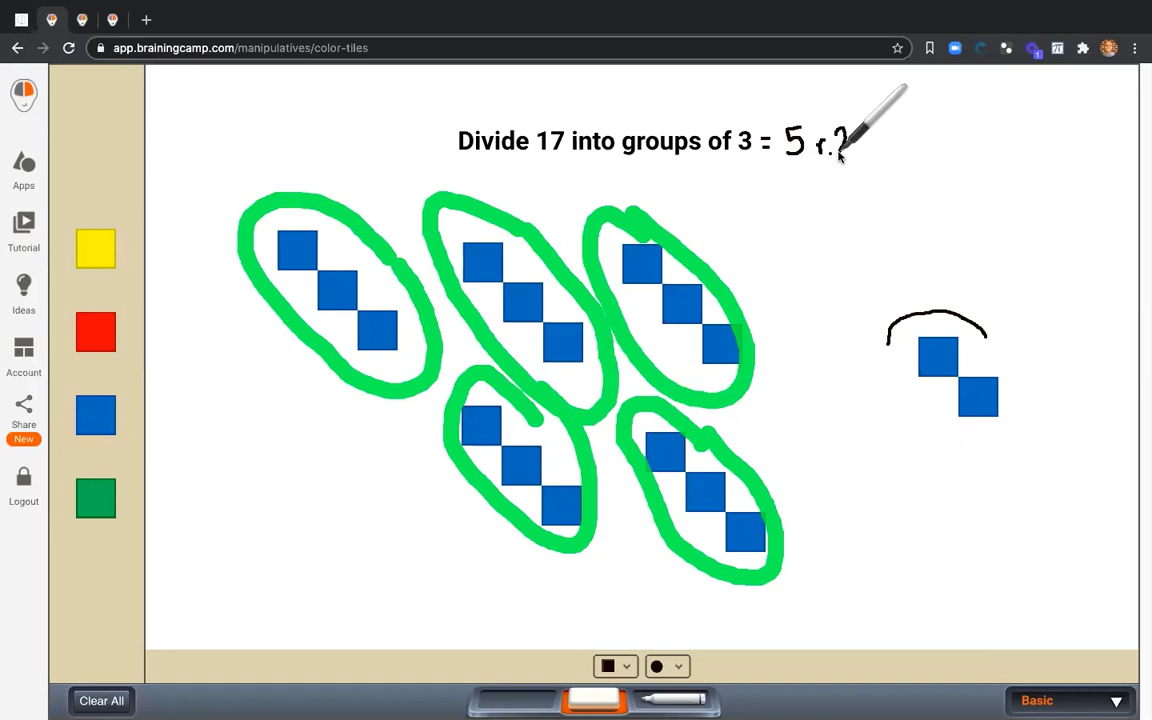 app.brainingcamp.com/manipulatives/color-tiles
1
Divide 17 into groups of 3 = 5 r.2
Apps
Tutorial
Ideas
Account
Share
New
Logout
Clear All
Basic